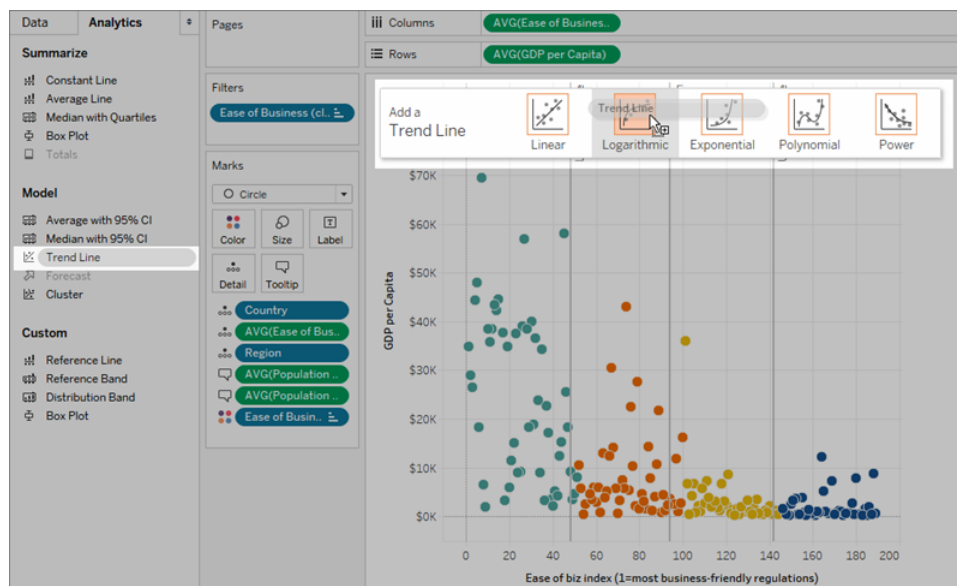 Data Analytics
Summarize
Constant Line
Average Line
Median with Quartiles
Box Plot
Totals
Model
Average with 95% CI
Median with 95% CI
Trend Line
Forecast
Cluster
Custom
Reference Line
Reference Band
Distribution Band
Box Plot
Pages
Filters
Ease of Business (cl..
Marks
Circle
Color Size Label
Detail Tooltip
Country
AVG(Ease of Bus..
Region
AVG(Population ..
AVG(Population ..
Ease of Busin..
Columns AVG(Ease of Busines..
Rows AVG(GDP per Capita)
Add a
Trend Line
Trend Line
Linear Logarithmic Exponential Polynomial Power
$70K
$60K
$50K
$40K
$30K
$20K
$10K
$0K
GDP per Capita
0 20 40 60 80 100 120 140 160 180 200
Ease of biz index (1=most business-friendly regulations)